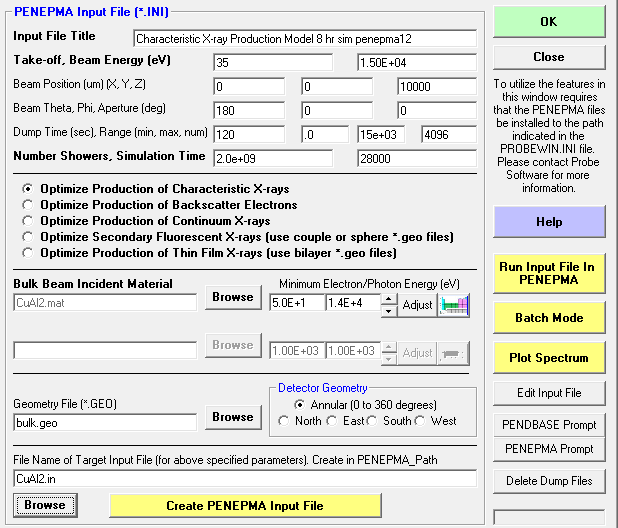 PENEPMA Input File (*.INI)
Input File Title
Characteristic X-ray Production Model 8 hr sim penepma12
Take-off, Beam Energy (eV)
35
1.50E+04
Beam Position (um) (X, Y, Z)
0
0
10000
Beam Theta, Phi, Aperture (deg)
180
0
0
Dump Time (sec), Range (min, max, num)
120
.0
15e+03
4096
Number Showers, Simulation Time
2.0e+09
28000
Optimize Production of Characteristic X-rays
Optimize Production of Backscatter Electrons
Optimize Production of Continuum X-rays
Optimize Secondary Fluorescent X-rays (use couple or sphere *.geo files)
Optimize Production of Thin Film X-rays (use bilayer *.geo files)
Bulk Beam Incident Material
CuAl2.mat
Browse
Minimum Electron/Photon Energy (eV)
5.0E+1
1.4E+4
Adjust
Browse
1.00E+03
1.00E+03
Adjust
Geometry File (*.GEO)
bulk.geo
Browse
Detector Geometry
Annular (0 to 360 degrees)
North
East
South
West
File Name of Target Input File (for above specified parameters). Create in PENEPMA_Path
CuAl2.in
Browse
Create PENEPMA Input File
OK
Close
To utilize the features in
this window requires
that the PENEPMA files
be installed to the path
indicated in the
PROBEWIN.INI file.
Please contact Probe
Software for more
information.
Help
Run Input File In
PENEPMA
Batch Mode
Plot Spectrum
Edit Input File
PENDBASE Prompt
PENEPMA Prompt
Delete Dump Files